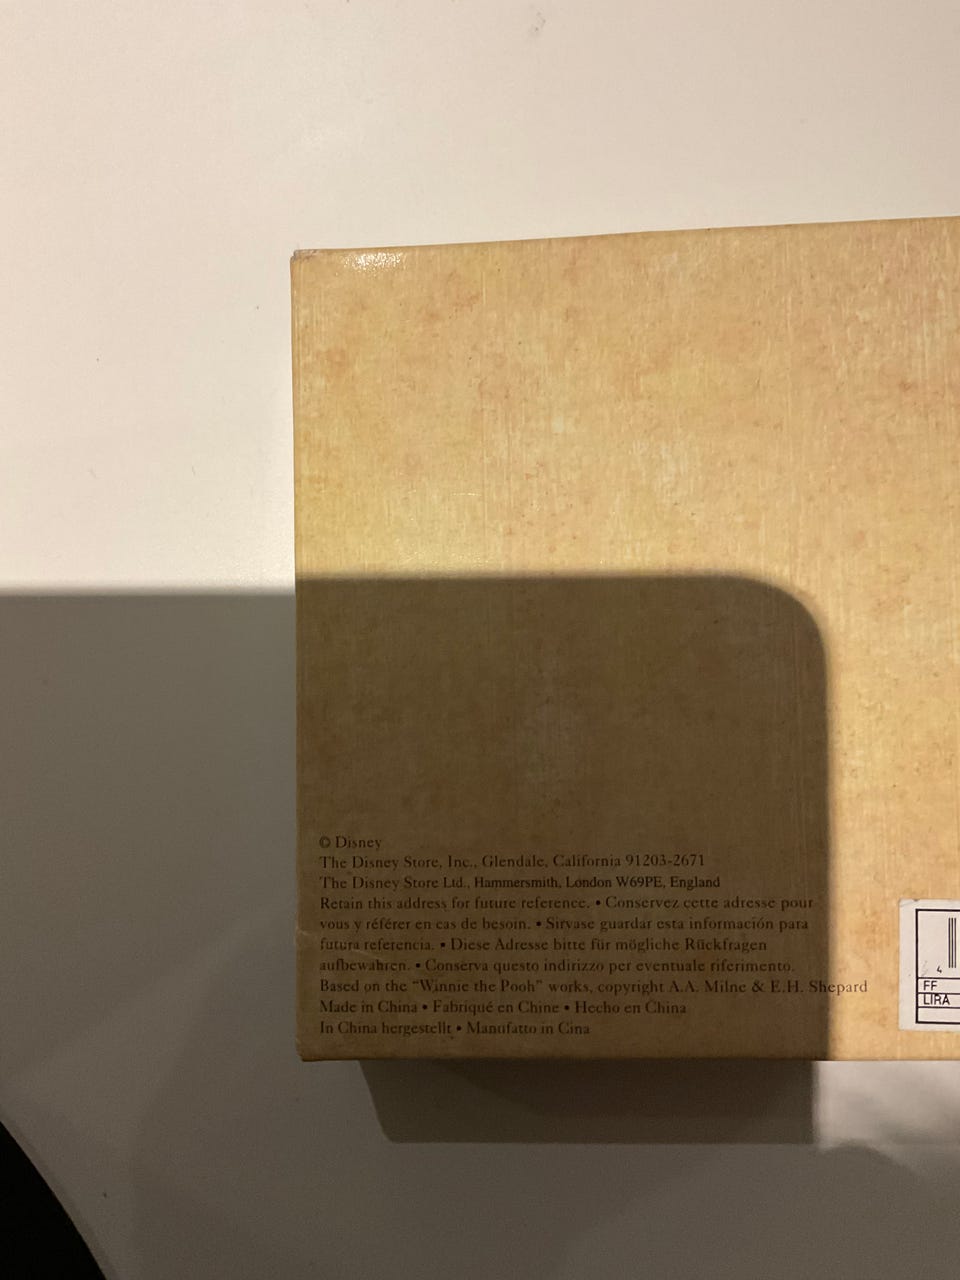 © Disney
The Disney Store, Inc., Glendale, California 91203-2671
The Disney Store Ltd., Hammersmith, London W69PE, England
Retain this address for future reference. • Conservez cette adresse pour
vous y référer en cas de besoin. • Sirvase guardar esta información para
futura referencia. • Diese Adresse bitte für mögliche Rückfragen
aufbewahren. • Conserva questo indirizzo per eventuale riferimento.
Based on the "Winnie the Pooh" works, copyright A.A. Milne & E.H. Shepard
Made in China • Fabriqué en Chine • Hecho en China
In China hergestellt • Manufatto in Cina
4
FF
LIRA